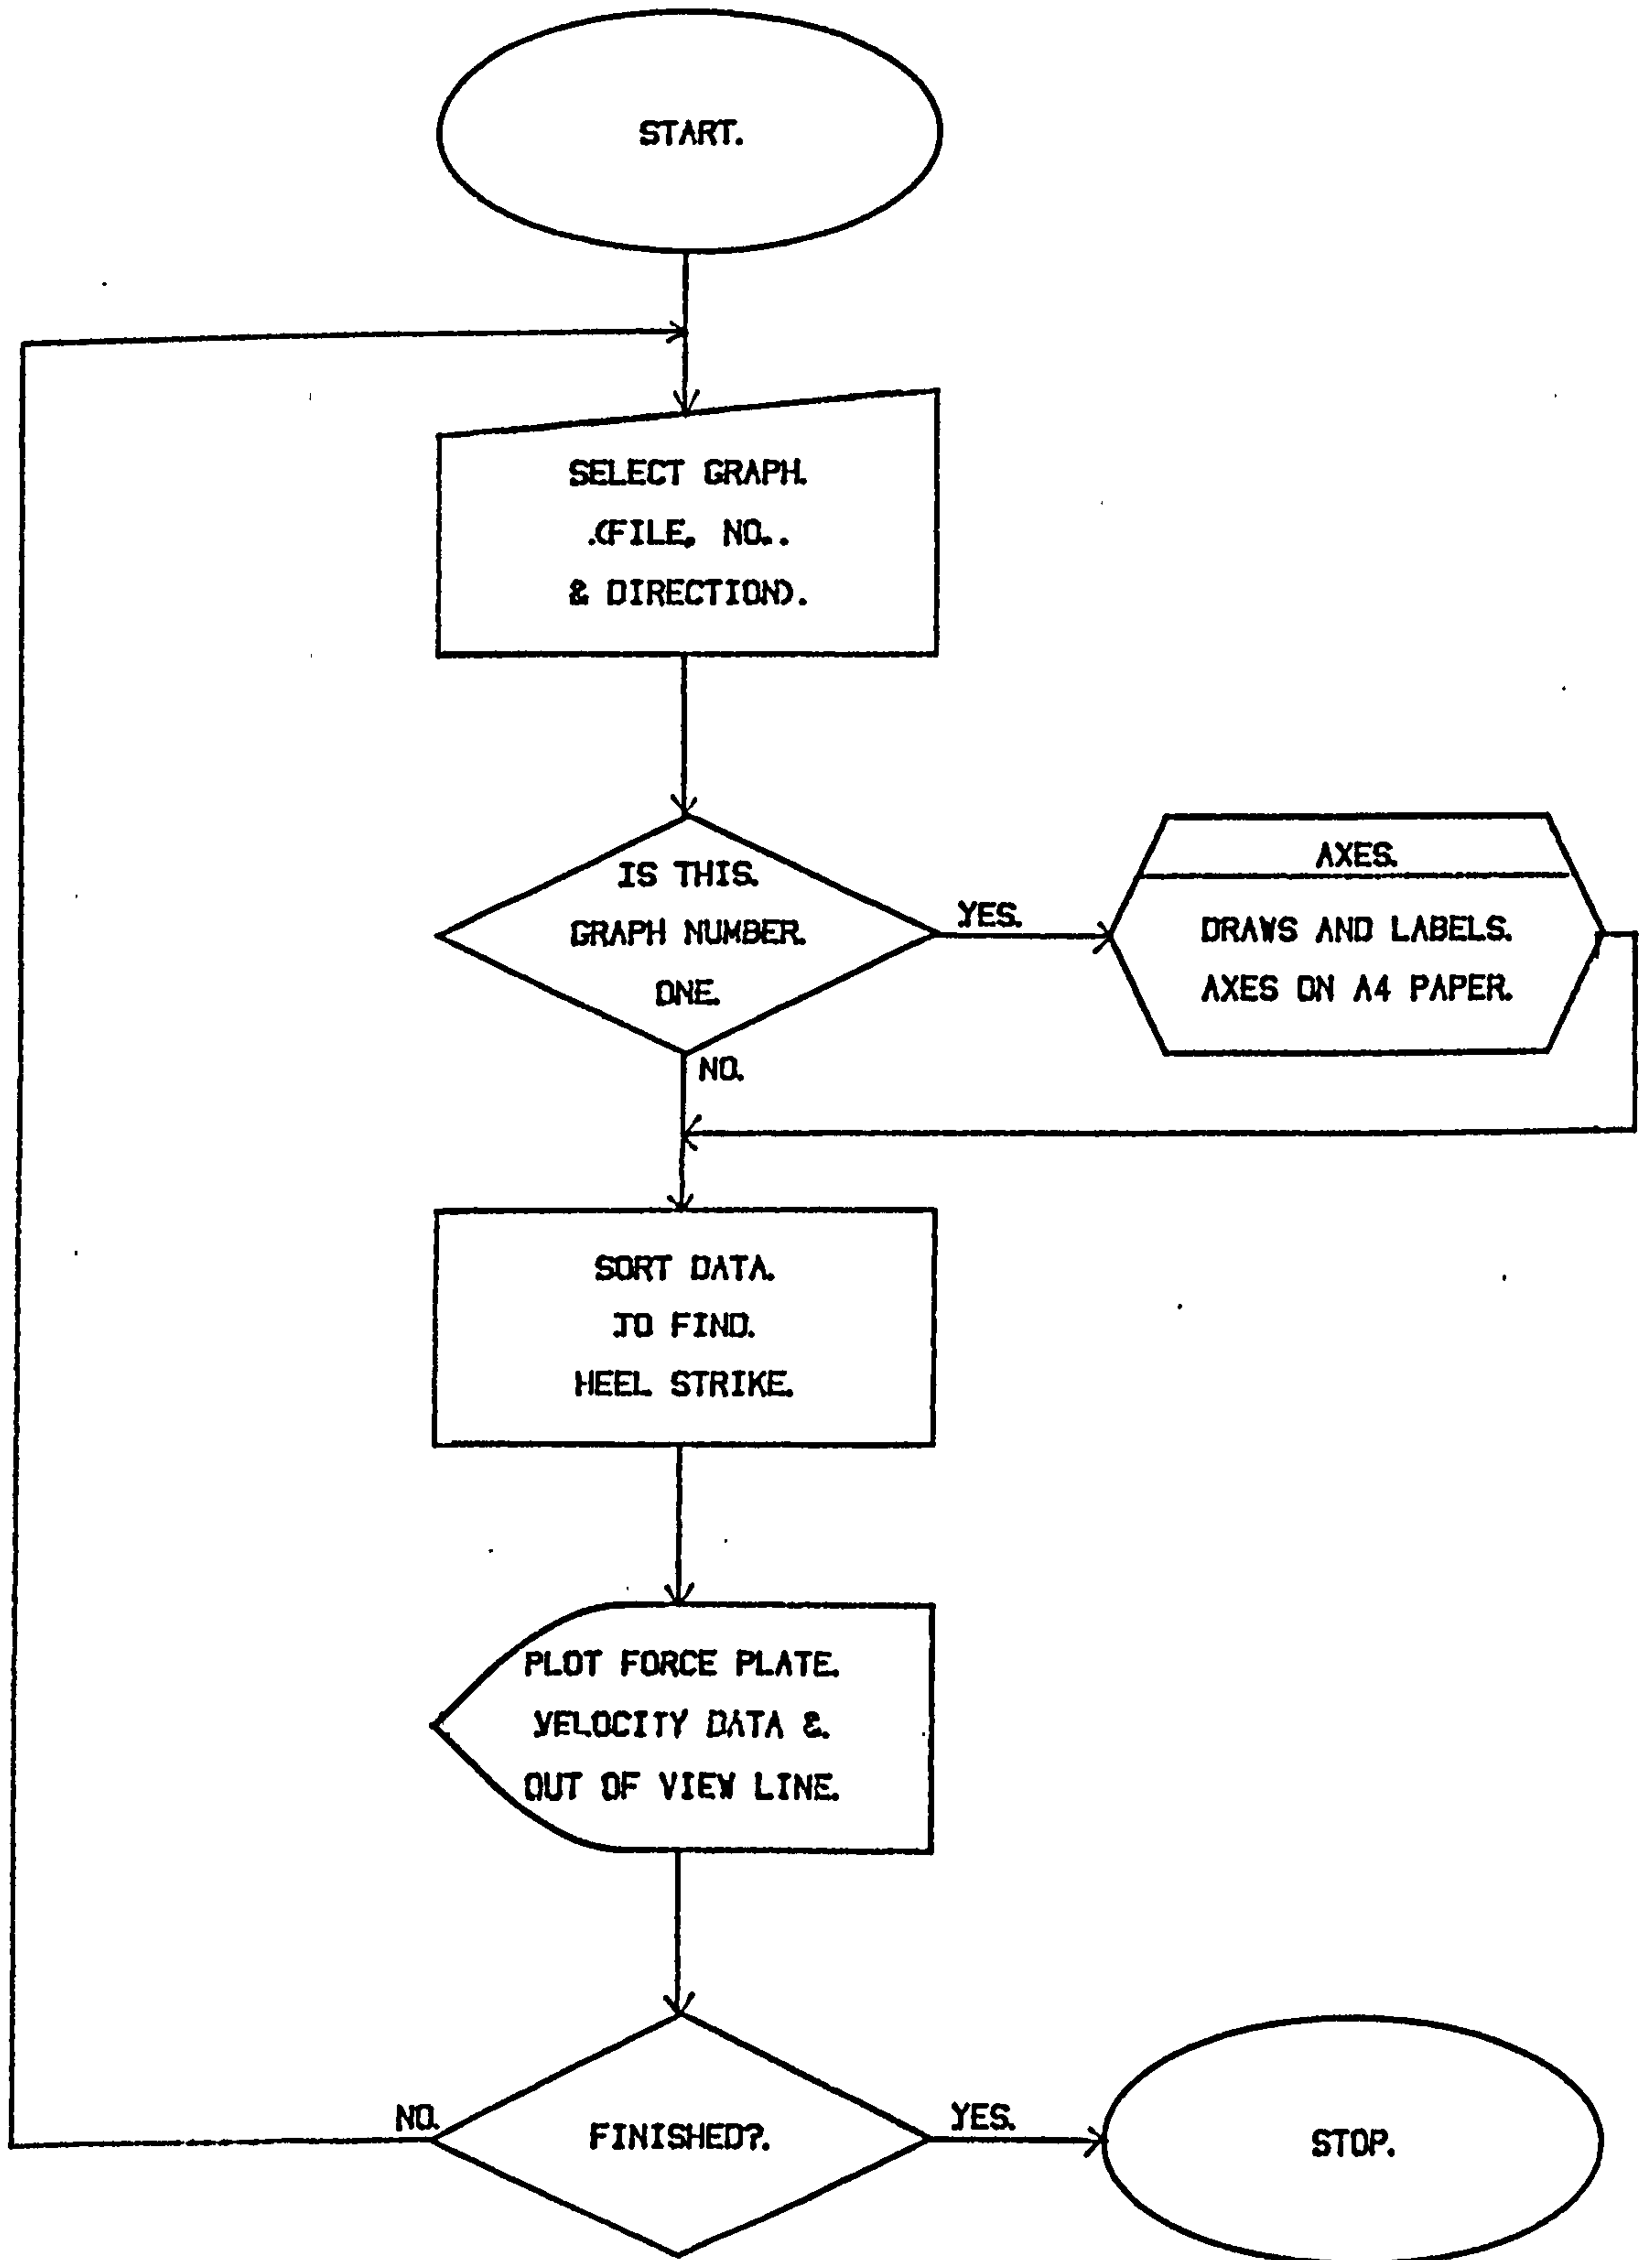 START.
SELECT GRAPH.
.(FILE, NO..
& DIRECTION).
IS THIS.
GRAPH NUMBER.
ONE.
YES.
AXES.
DRAWS AND LABELS.
AXES ON A4 PAPER.
NO.
SORT DATA.
TO FIND.
HEEL STRIKE.
PLOT FORCE PLATE.
VELOCITY DATA &.
OUT OF VIEW LINE.
NO.
FINISHED?.
YES.
STOP.